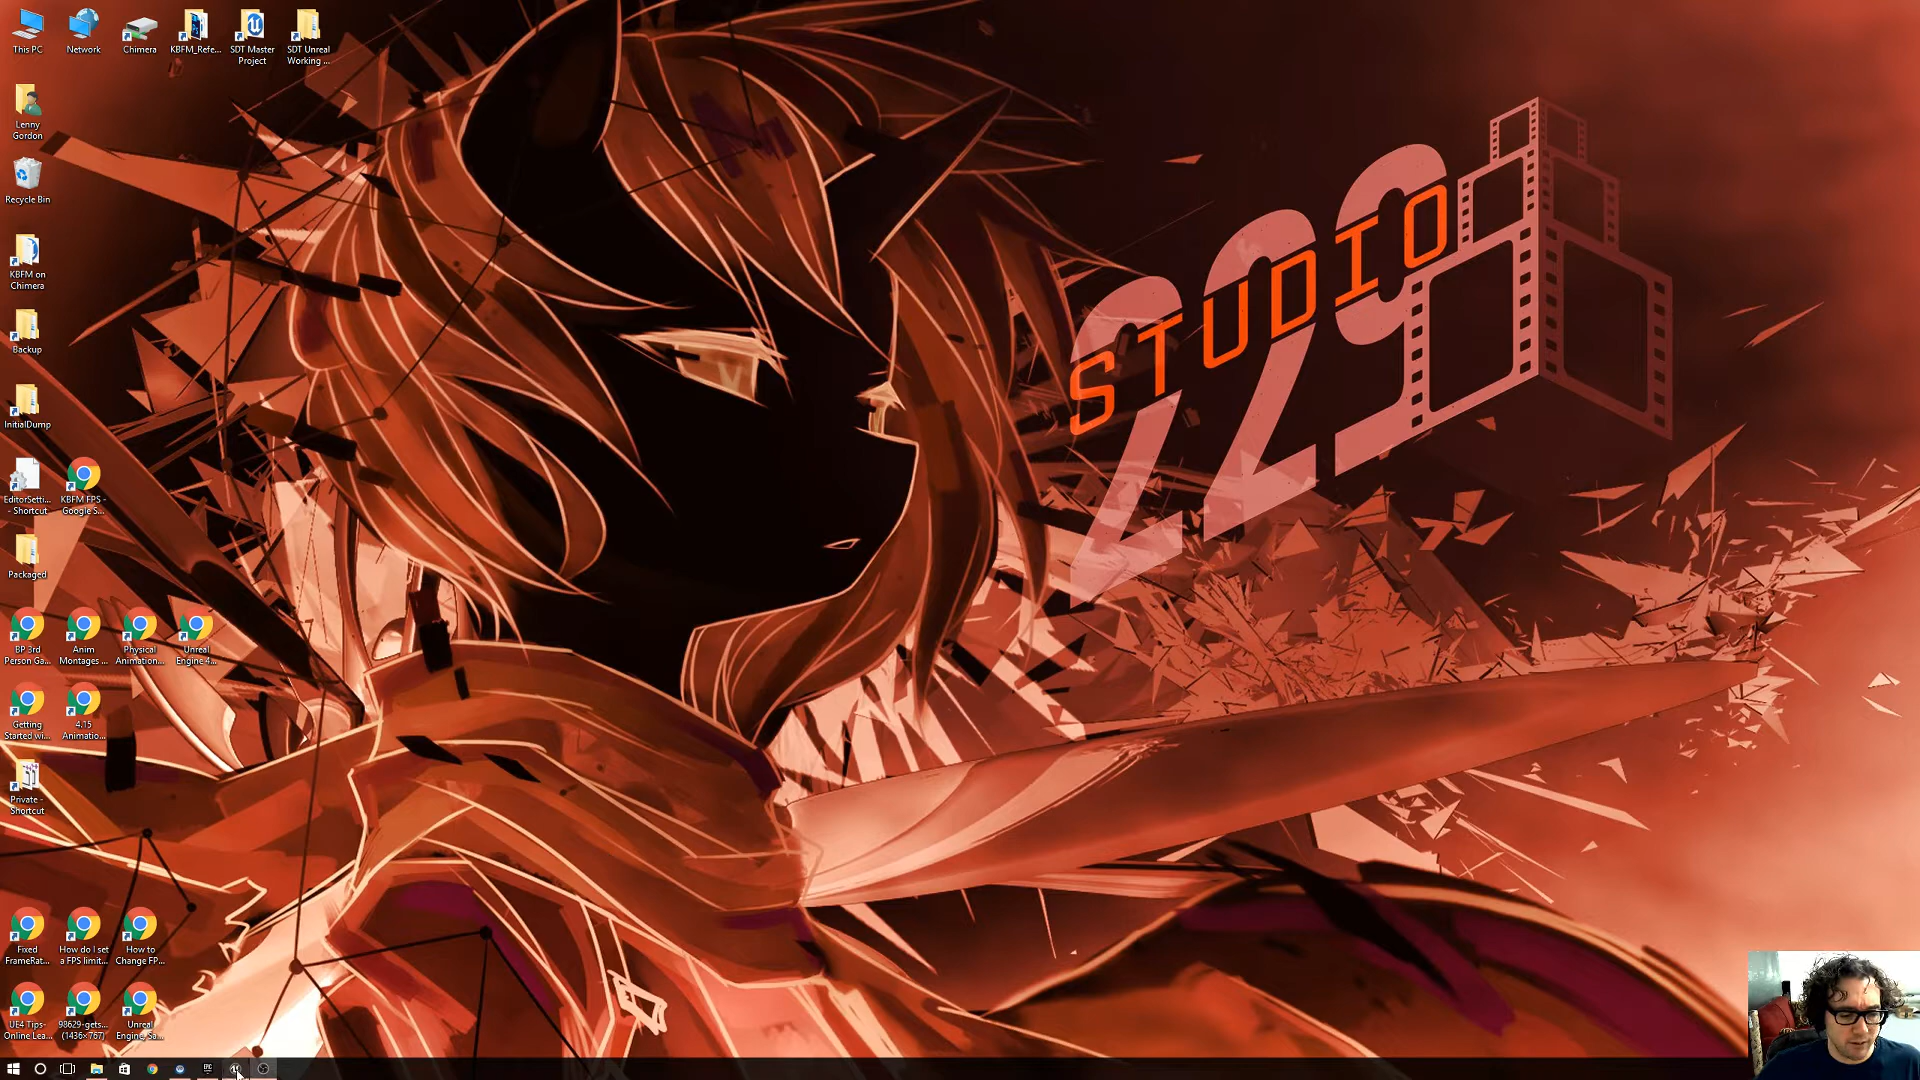 This PC
Network
Chimera
KBFM_Refe...
SDT Master
Project
SDT Unreal
Working ...
Lenny
Gordon
Recycle Bin
KBFM on
Chimera
Backup
InitialDump
EditorSetti...
- Shortcut
KBFM FPS -
Google S...
Packaged
BP 3rd
Person Ga...
Anim
Montages ...
Physical
Animation...
Unreal
Engine 4...
Getting
Started wi...
4.15
Animatio...
Private -
Shortcut
Fixed
FrameRat...
How do I set
a FPS limit...
How to
Change FP...
UE4 Tips-
Online Lea...
98629-gets...
(1436×767)
Unreal
Engine, Sa...
STUDIO
229
EPIC